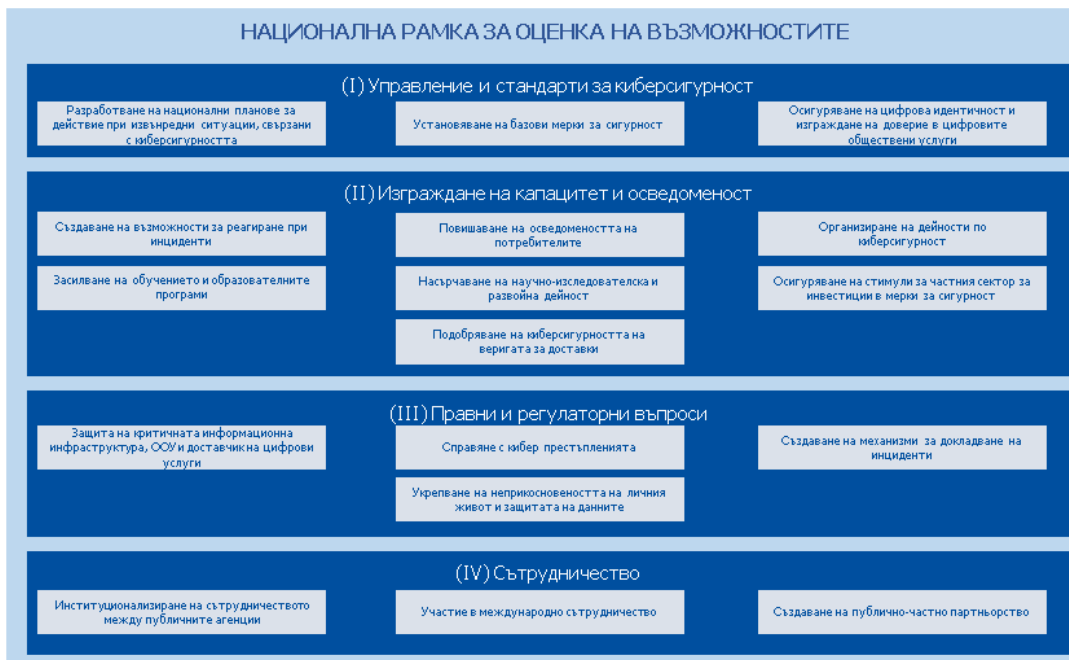 НАЦИОНАЛНА РАМКА ЗА ОЦЕНКА НА ВЪЗМОЖНОСТИТЕ
(I) Управление и стандарти за киберсигурност
Разработване на национални планове за
действие при извънредни ситуации, свързани
с киберсигурността
Установяване на базови мерки за сигурност
Осигуряване на цифрова идентичност и
изграждане на доверие в цифровите
обществени услуги
(II) Изграждане на капацитет и осведоменост
Създаване на възможности за реагиране при
инциденти
Повишаване на осведомеността на
потребителите
Организиране на дейности по
киберсигурност
Засилване на обучението и образователните
програми
Насърчаване на научно-изследователска и
развойна дейност
Осигуряване на стимули за частния сектор за
инвестиции в мерки за сигурност
Подобряване на киберсигурността на
веригата за доставки
(III) Правни и регулаторни въпроси
Защита на критичната информационна
инфраструктура, ООУ и доставчик на цифрови
услуги
Справяне с кибер престъпленията
Създаване на механизми за докладване на
инциденти
Укрепване на неприкосновеността на личния
живот и защитата на данните
(IV) Сътрудничество
Институционализиране на сътрудничеството
между публичните агенции
Участие в международно сътрудничество
Създаване на публично-частно партньорство